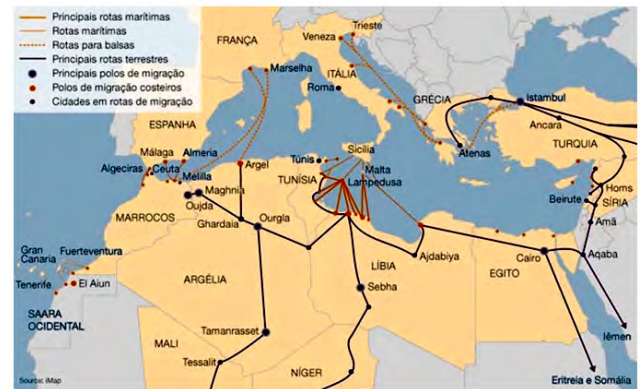 Principais rotas marítimas
Rotas marítimas
Rotas para balsas
Principais rotas terrestres
Principais polos de migração
Polos de migração costeiros
Cidades em rotas de migração
FRANÇA
Veneza
Trieste
Marselha
ITÁLIA
Roma
ESPANHA
GRÉCIA
Istambul
Ancara
TURQUIA
Atenas
Málaga
Almeria
Algeciras
Ceuta
Melilla
Argel
Túnis
Sicília
Malta
TUNÍSIA
Lampedusa
Homs
Beirute
SÍRIA
Maghnia
Oujda
MARROCOS
Ghardaia
Ourgla
Amã
Gran
Canaria
Fuerteventura
Tenerife
El Aiun
SAARA
OCIDENTAL
ARGÉLIA
LÍBIA
Ajdabiya
EGITO
Cairo
Aqaba
Sebha
Tamanrasset
MALI
Tessalit
NÍGER
Iêmen
Eritreia e Somália
Source: iMap